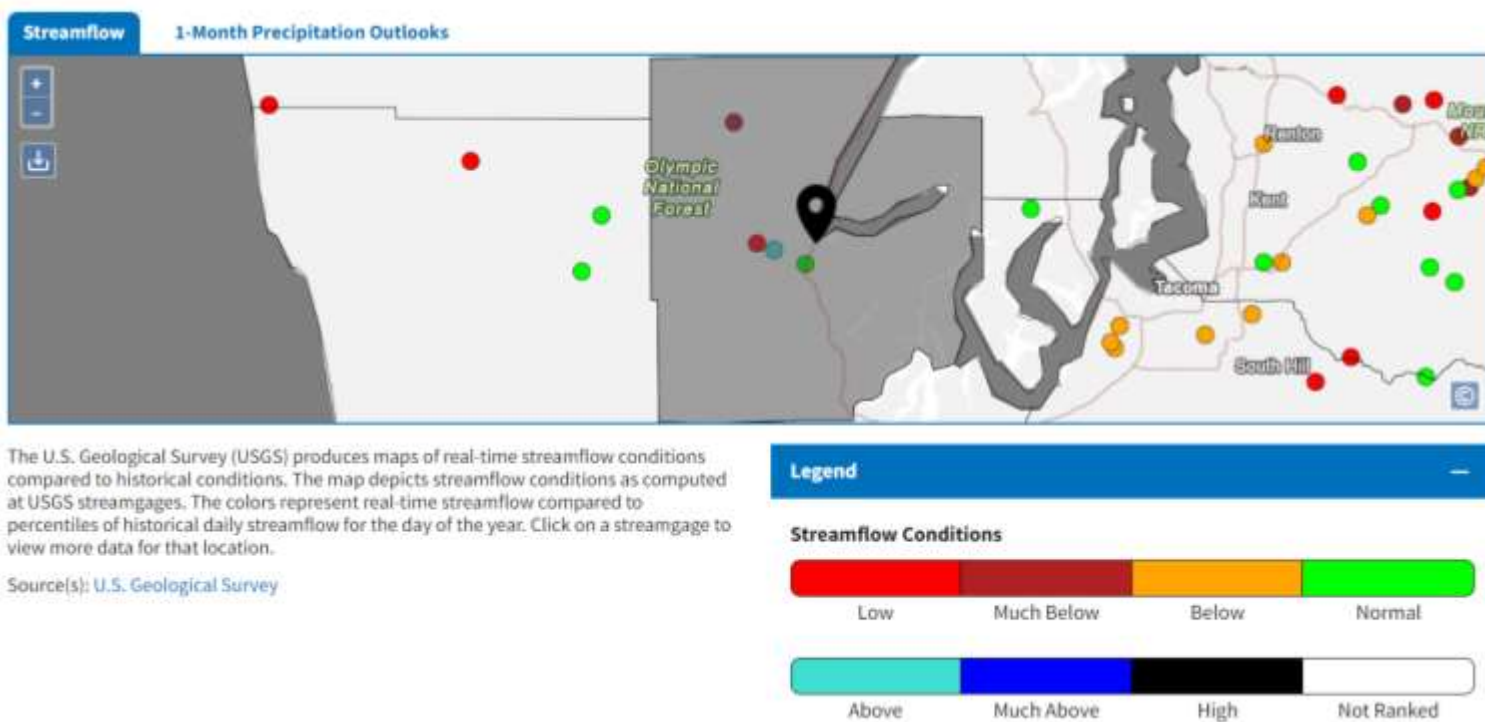 Streamflow
1-Month Precipitation Outlooks
+
–
Olympic
National
Forest
Renton
Kent
Tacoma
South Hill
©
The U.S. Geological Survey (USGS) produces maps of real-time streamflow conditions
compared to historical conditions. The map depicts streamflow conditions as computed
at USGS streamgages. The colors represent real-time streamflow compared to
percentiles of historical daily streamflow for the day of the year. Click on a streamgage to
view more data for that location.
Source(s): U.S. Geological Survey
Legend
Streamflow Conditions
Low Much Below Below Normal
Above Much Above High Not Ranked